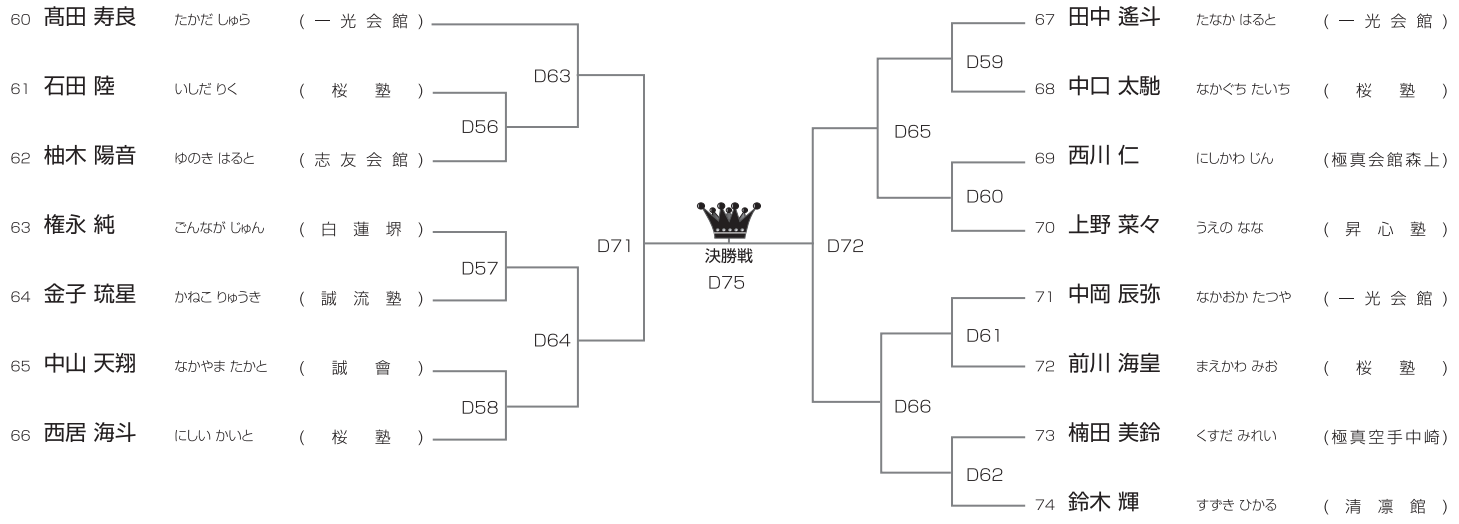 60 髙田 寿良 たかだ しゅら (一光会館)
61 石田 陸 いしだ りく (桜塾)
62 柚木 陽音 ゆのき はると (志友会館)
63 権永 純 ごんなが じゅん (白蓮堺)
64 金子 琉星 かねこ りゅうき (誠流塾)
65 中山 天翔 なかやま たかと (誠會)
66 西居 海斗 にしい かいと (桜塾)
D63
D56
D57
D64
D58
D71
決勝戦
D75
D72
D59
D65
D60
D61
D66
D62
67 田中 遙斗 たなか はると (一光会館)
68 中口 太馳 なかぐち たいち (桜塾)
69 西川 仁 にしかわ じん (極真会館森上)
70 上野 菜々 うえの なな (昇心塾)
71 中岡 辰弥 なかおか たつや (一光会館)
72 前川 海皇 まえかわ みお (桜塾)
73 楠田 美鈴 くすだ みれい (極真空手中崎)
74 鈴木 輝 すずき ひかる (清凛館)